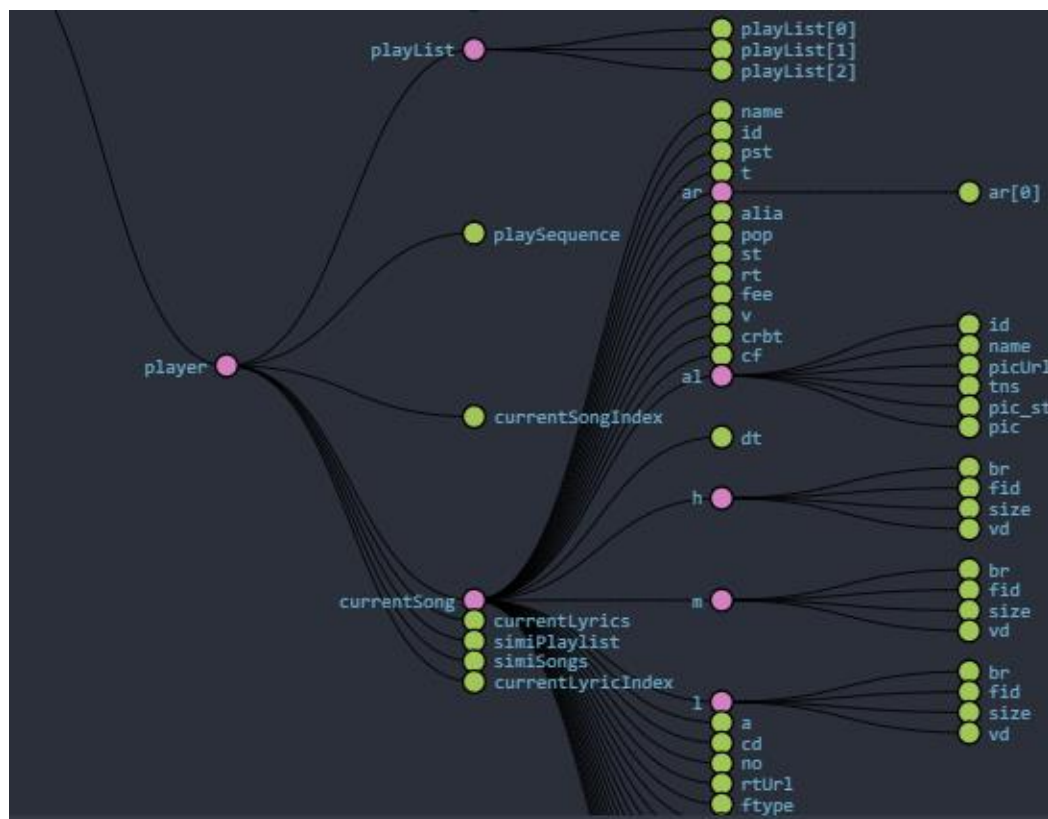 playList
playList[0]
playList[1]
playList[2]
name
id
pst
t
ar
ar[0]
alia
playSequence
pop
st
rt
fee
v
crbt
cf
al
id
name
picUrl
tns
pic_st
pic
player
currentSongIndex
dt
h
br
fid
size
vd
currentSong
m
br
fid
size
vd
currentLyrics
simiPlaylist
simiSongs
currentLyricIndex
l
br
fid
size
vd
a
cd
no
rtUrl
ftype